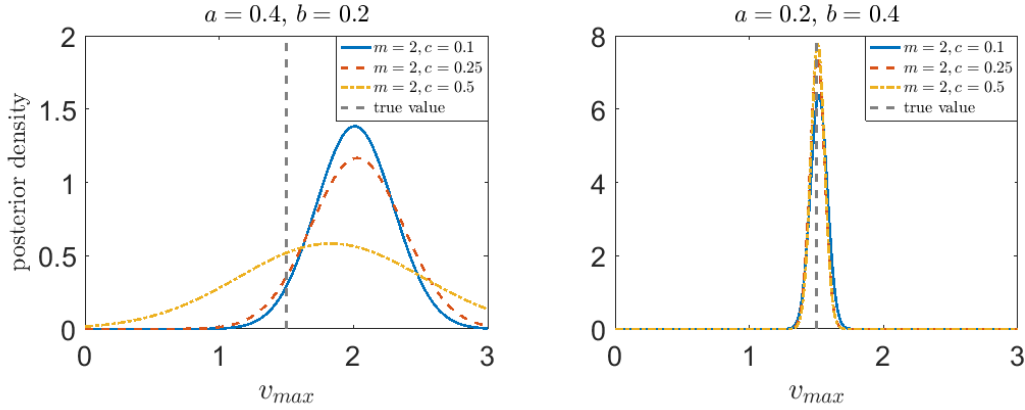 a = 0.4, b = 0.2
2
1.5
1
0.5
0
posterior density
0 1 2 3
v_max
m = 2, c = 0.1
m = 2, c = 0.25
m = 2, c = 0.5
true value
a = 0.2, b = 0.4
8
6
4
2
0
0 1 2 3
v_max
m = 2, c = 0.1
m = 2, c = 0.25
m = 2, c = 0.5
true value